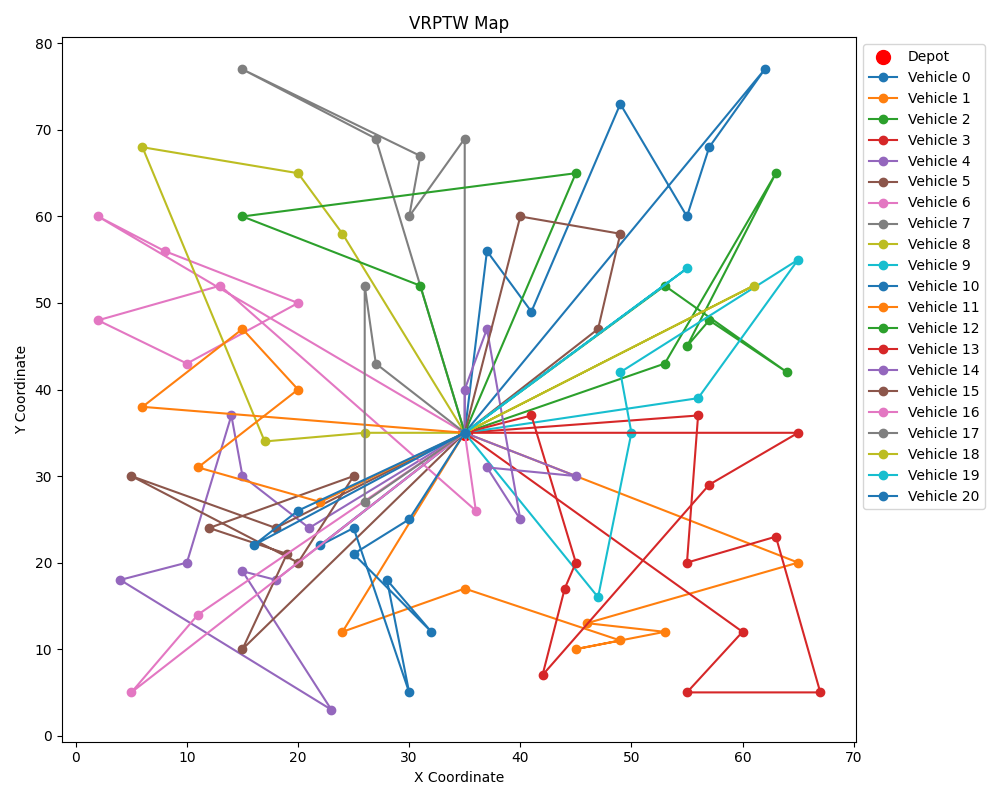 VRPTW Map
80
70
60
50
40
30
20
10
0
Y Coordinate
0 10 20 30 40 50 60 70
X Coordinate
Depot
Vehicle 0
Vehicle 1
Vehicle 2
Vehicle 3
Vehicle 4
Vehicle 5
Vehicle 6
Vehicle 7
Vehicle 8
Vehicle 9
Vehicle 10
Vehicle 11
Vehicle 12
Vehicle 13
Vehicle 14
Vehicle 15
Vehicle 16
Vehicle 17
Vehicle 18
Vehicle 19
Vehicle 20